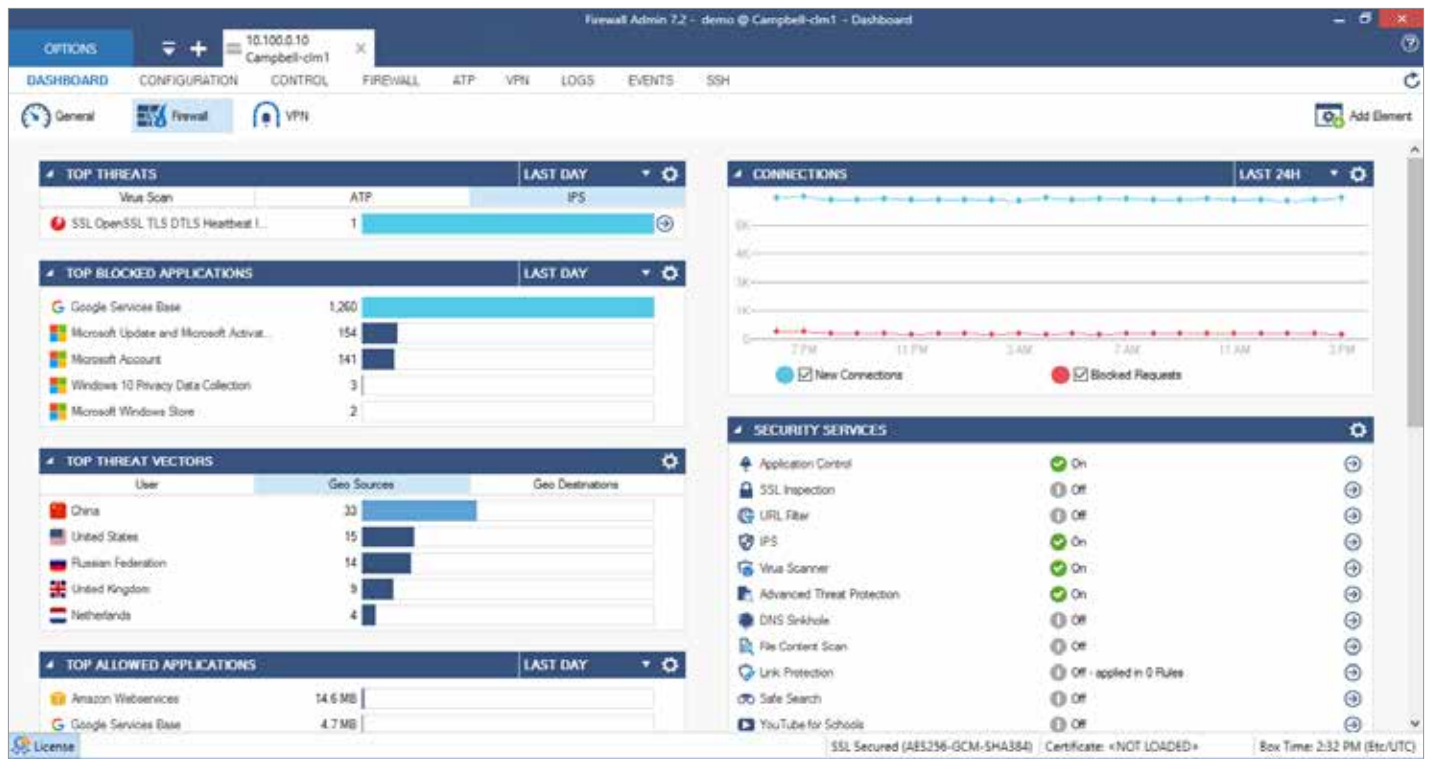 Firewall Admin 7.2 - demo @ Campbell-clm1 - Dashboard
OPTIONS
10.100.0.10
Campbell-clm1
DASHBOARD CONFIGURATION CONTROL FIREWALL ATP VPN LOGS EVENTS SSH
General Firewall VPN Add Element
TOP THREATS LAST DAY
Virus Scan ATP IPS
SSL OpenSSL TLS DTLS Heartbeat I... 1
TOP BLOCKED APPLICATIONS LAST DAY
Google Services Base 1,260
Microsoft Update and Microsoft Activat... 154
Microsoft Account 141
Windows 10 Privacy Data Collection 3
Microsoft Windows Store 2
TOP THREAT VECTORS
User Geo Sources Geo Destinations
China 33
United States 15
Russian Federation 14
United Kingdom 9
Netherlands 4
TOP ALLOWED APPLICATIONS LAST DAY
Amazon Webservices 14.6 MB
Google Services Base 4.7 MB
CONNECTIONS LAST 24H
4K
1K
0
7 PM 11 PM 3 AM 7 AM 11 AM 3 PM
New Connections Blocked Requests
SECURITY SERVICES
Application Control On
SSL Inspection Off
URL Filter Off
IPS On
Virus Scanner On
Advanced Threat Protection On
DNS Sinkhole Off
File Content Scan Off
Link Protection Off - applied in 0 Rules
Safe Search Off
YouTube for Schools Off
License
SSL Secured (AES256-GCM-SHA384) Certificate: <NOT LOADED> Box Time: 2:32 PM (Etc/UTC)